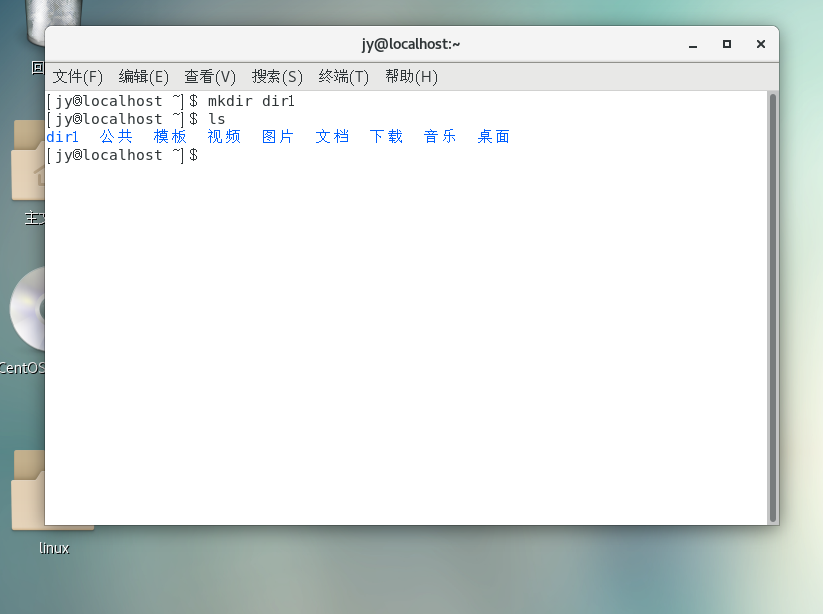 jy@localhost:~
文件(F) 编辑(E) 查看(V) 搜索(S) 终端(T) 帮助(H)
[jy@localhost ~]$ mkdir dir1
[jy@localhost ~]$ ls
dir1 公共 模板 视频 图片 文档 下载 音乐 桌面
[jy@localhost ~]$
回
主
CentOS
linux